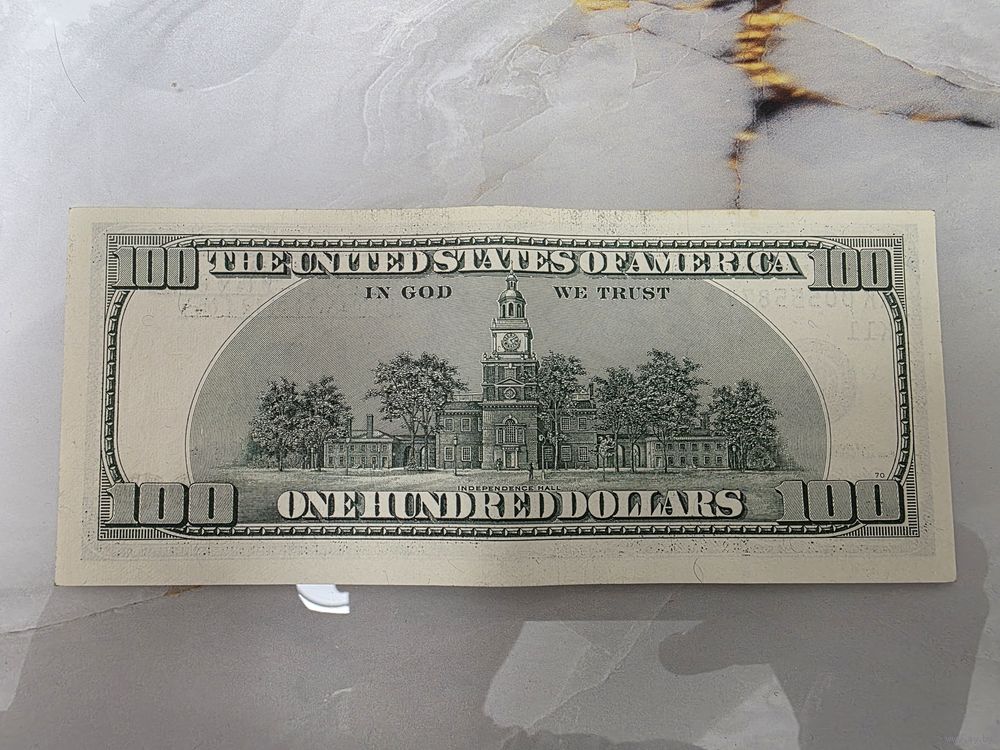 100 THE UNITED STATES OF AMERICA 100
IN GOD WE TRUST
70
INDEPENDENCE HALL
100 ONE HUNDRED DOLLARS 100